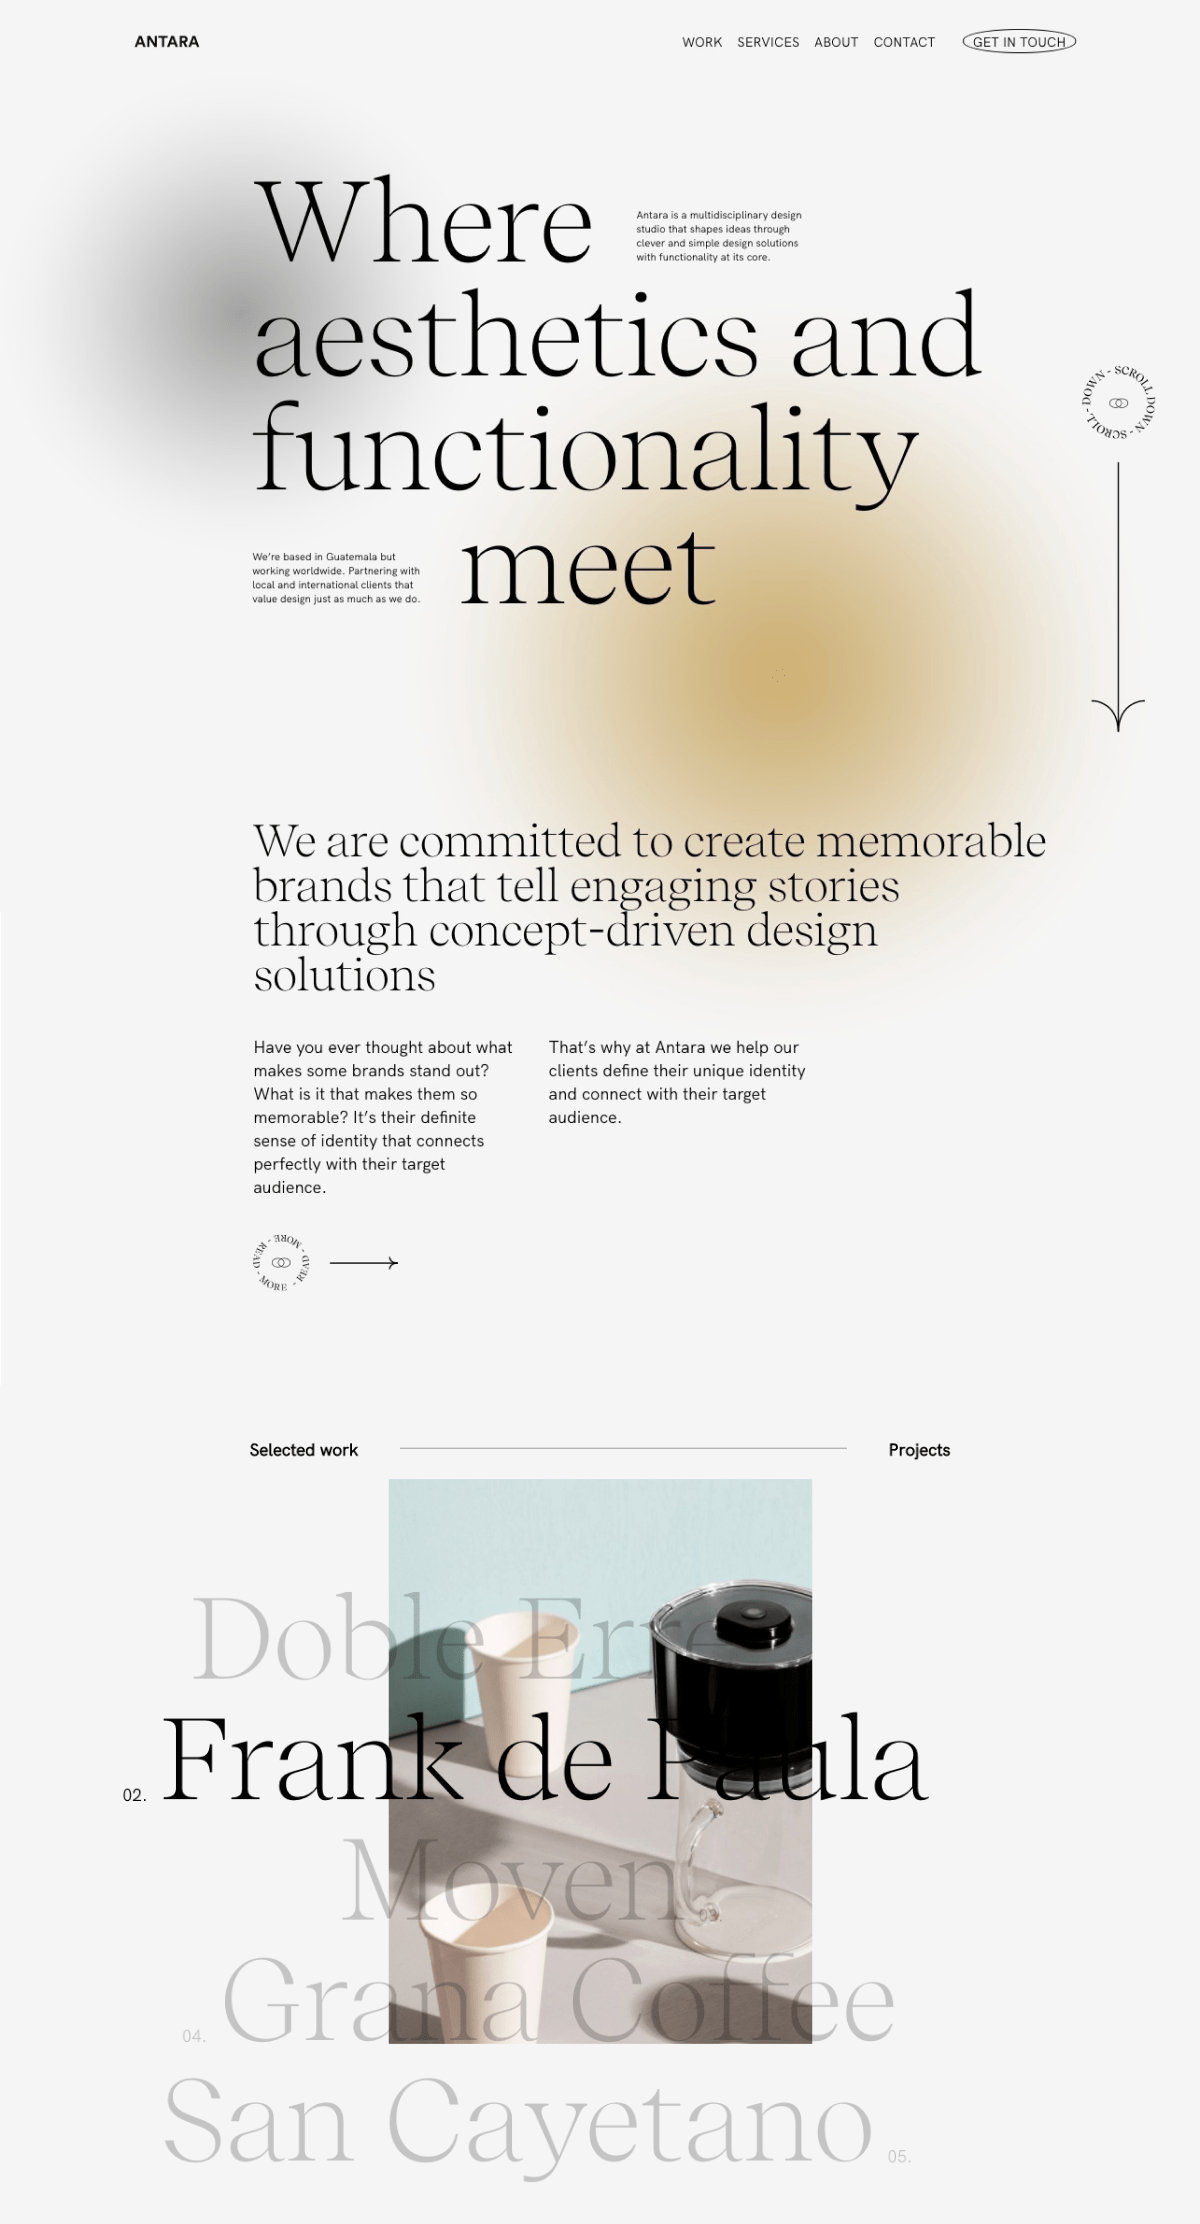 ANTARA
WORK SERVICES ABOUT CONTACT GET IN TOUCH
Where
Antara is a multidisciplinary design
studio that shapes ideas through
clever and simple design solutions
with functionality at its core.
aesthetics and
functionality
meet
We're based in Guatemala but
working worldwide. Partnering with
local and international clients that
value design just as much as we do.
SCROLL DOWN - SCROLL DOWN - SCROLL -
We are committed to create memorable
brands that tell engaging stories
through concept-driven design
solutions
Have you ever thought about what
makes some brands stand out?
What is it that makes them so
memorable? It's their definite
sense of identity that connects
perfectly with their target
audience.
That's why at Antara we help our
clients define their unique identity
and connect with their target
audience.
READ - MORE - READ - MORE -
Selected work
Projects
Doble Erre
02. Frank de Paula
Moven 03.
04. Grana Coffee
San Cayetano 05.